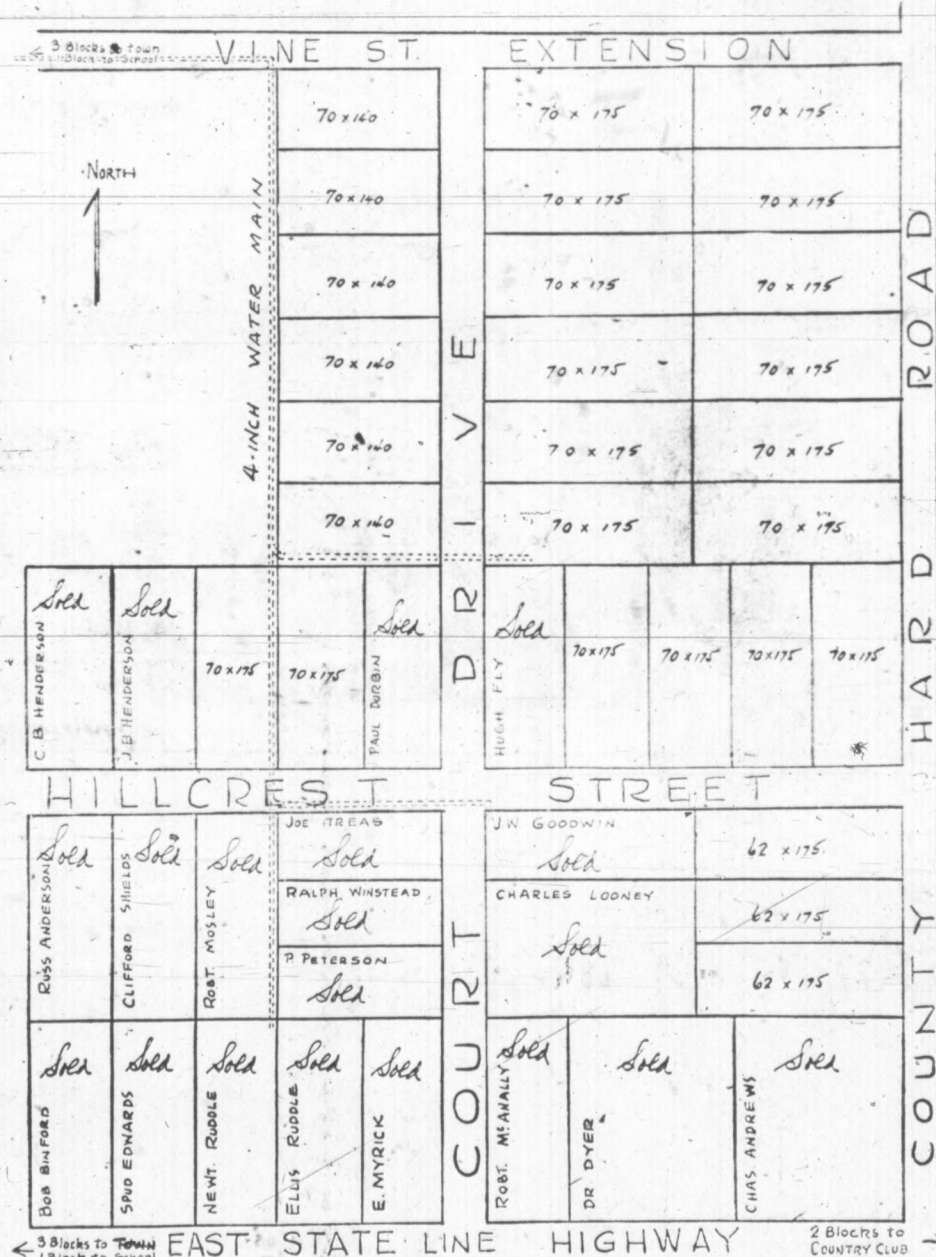 ← 3 Blocks to Town
1 Block to School
VINE ST. EXTENSION
NORTH
4-INCH WATER MAIN
70 x 140
70 x 175
70 x 175
70 x 140
70 x 175
70 x 175
70 x 140
70 x 175
70 x 175
70 x 140
70 x 175
70 x 175
70 x 140
70 x 175
70 x 175
70 x 140
70 x 175
70 x 175
COURT DRIVE
COUNTY HARD ROAD
Sold
C. B HENDERSON
Sold
J.B HENDERSON
70 x 175
70 x 175
Sold
PAUL DURBIN
Sold
HUGH FLY
70 x 175
70 x 175
70 x 175
70 x 175
HILLCREST STREET
Sold
ROSS ANDERSON
Sold
CLIFFORD SHIELDS
Sold
ROBT. MOSLEY
JOE TREAS
Sold
RALPH WINSTEAD
Sold
P. PETERSON
Sold
J.W. GOODWIN
Sold
62 x 175
CHARLES LOONEY
Sold
62 x 175
62 x 175
Sold
BOB BINFORD
Sold
SPUD EDWARDS
Sold
NEWT. RUDDLE
Sold
ELLIS RUDDLE
Sold
E. MYRICK
Sold
ROBT. McANALLY
Sold
DR. DYER
Sold
CHAS. ANDREWS
← 3 Blocks to TOWN
1 Block to School
EAST STATE LINE HIGHWAY
2 Blocks to
COUNTRY CLUB